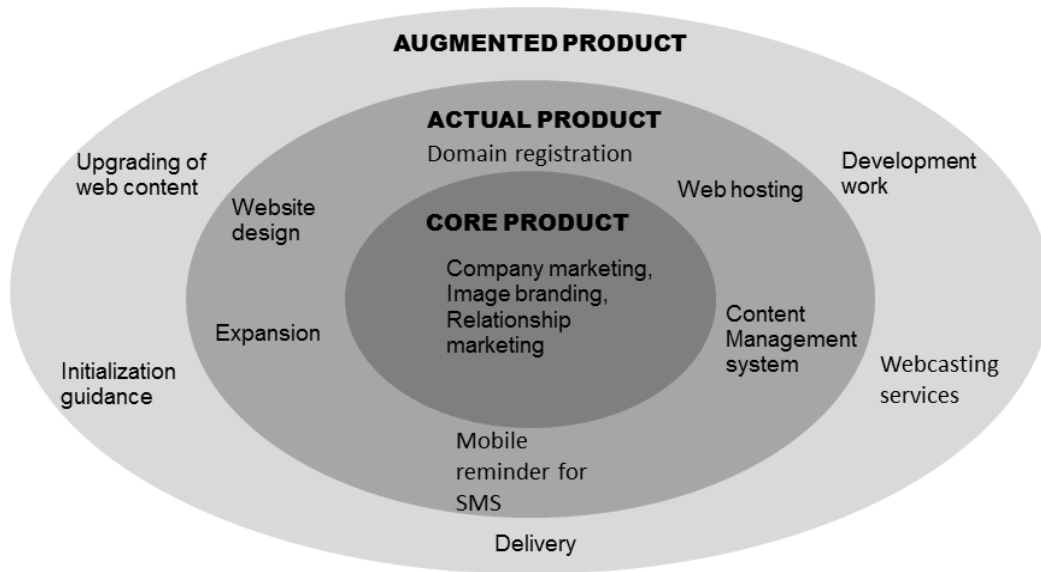 AUGMENTED PRODUCT
ACTUAL PRODUCT
Domain registration
Upgrading of
web content
Development
work
Web hosting
Website
design
CORE PRODUCT
Company marketing,
Image branding,
Relationship
marketing
Expansion
Content
Management
system
Initialization
guidance
Webcasting
services
Mobile
reminder for
SMS
Delivery